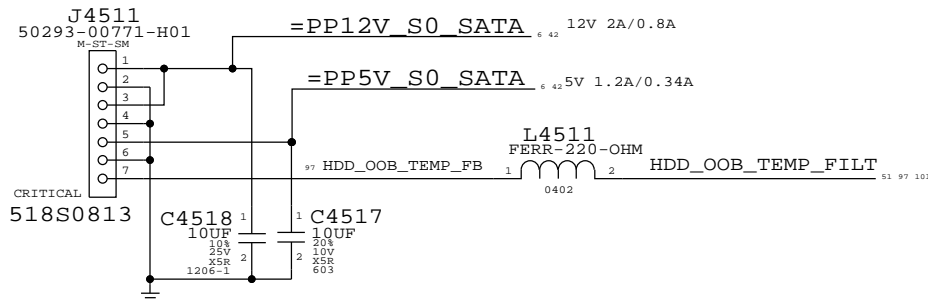 J4511
50293-00771-H01
M-ST-SM
1
2
3
4
5
6
7
CRITICAL
518S0813
=PP12V_S0_SATA
6 42
12V 2A/0.8A
=PP5V_S0_SATA
6 42
5V 1.2A/0.34A
L4511
FERR-220-OHM
97
HDD_OOB_TEMP_FB
1
2
HDD_OOB_TEMP_FILT
51 97 101
0402
C4518
10UF
10%
25V
X5R
1206-1
1
2
C4517
10UF
20%
10V
X5R
603
1
2